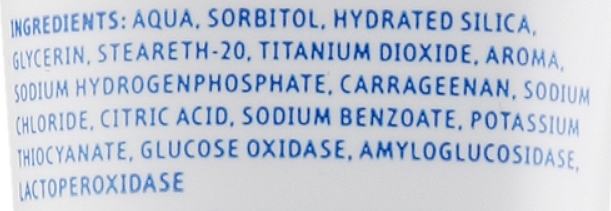 INGREDIENTS: AQUA, SORBITOL, HYDRATED SILICA,
GLYCERIN, STEARETH-20, TITANIUM DIOXIDE, AROMA,
SODIUM HYDROGENPHOSPHATE, CARRAGEENAN, SODIUM
CHLORIDE, CITRIC ACID, SODIUM BENZOATE, POTASSIUM
THIOCYANATE, GLUCOSE OXIDASE, AMYLOGLUCOSIDASE,
LACTOPEROXIDASE